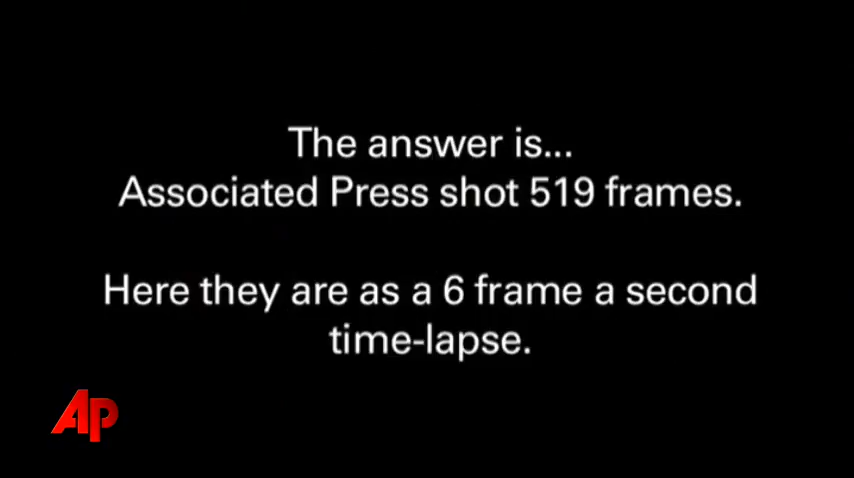 The answer is...
Associated Press shot 519 frames.
Here they are as a 6 frame a second
time-lapse.
AP